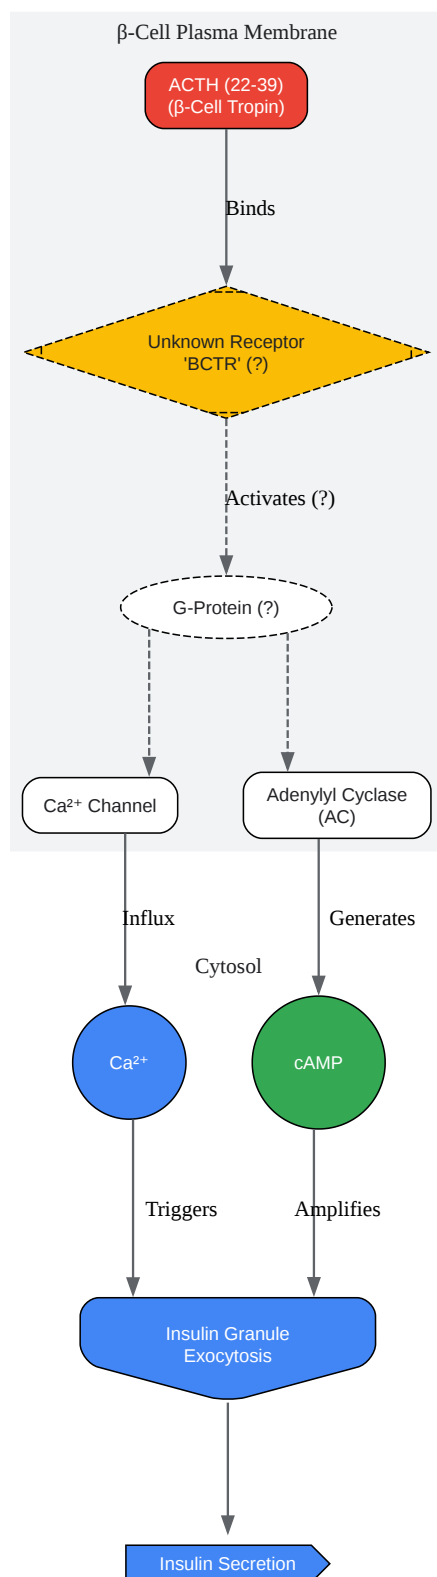 β-Cell Plasma Membrane
ACTH (22-39)
(β-Cell Tropin)
Binds
Unknown Receptor
'BCTR' (?)
Activates (?)
G-Protein (?)
Ca²⁺ Channel
Adenylyl Cyclase
(AC)
Influx
Generates
Cytosol
Ca²⁺
cAMP
Triggers
Amplifies
Insulin Granule
Exocytosis
Insulin Secretion